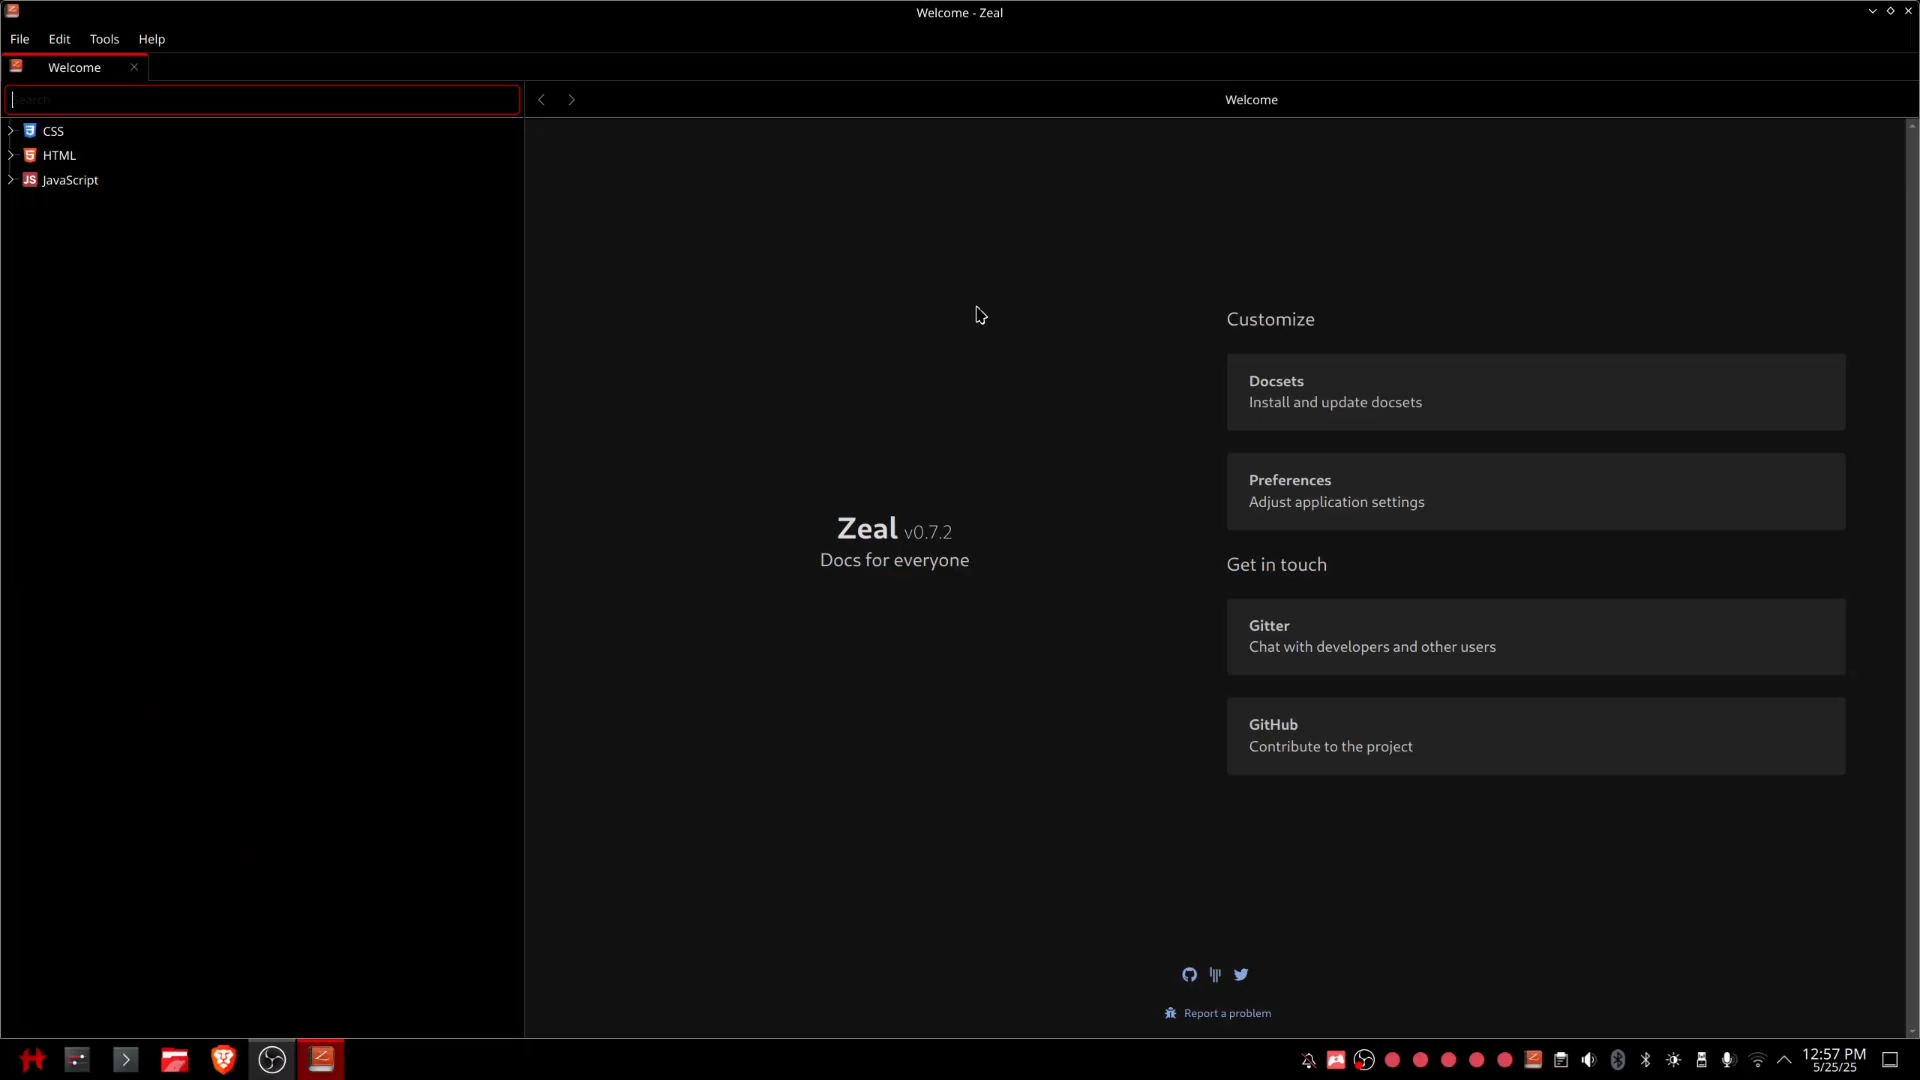 Welcome - Zeal
File Edit Tools Help
Welcome
Search
Welcome
CSS
HTML
JavaScript
Zeal v0.7.2
Docs for everyone
Customize
Docsets
Install and update docsets
Preferences
Adjust application settings
Get in touch
Gitter
Chat with developers and other users
GitHub
Contribute to the project
Report a problem
12:57 PM
5/25/25